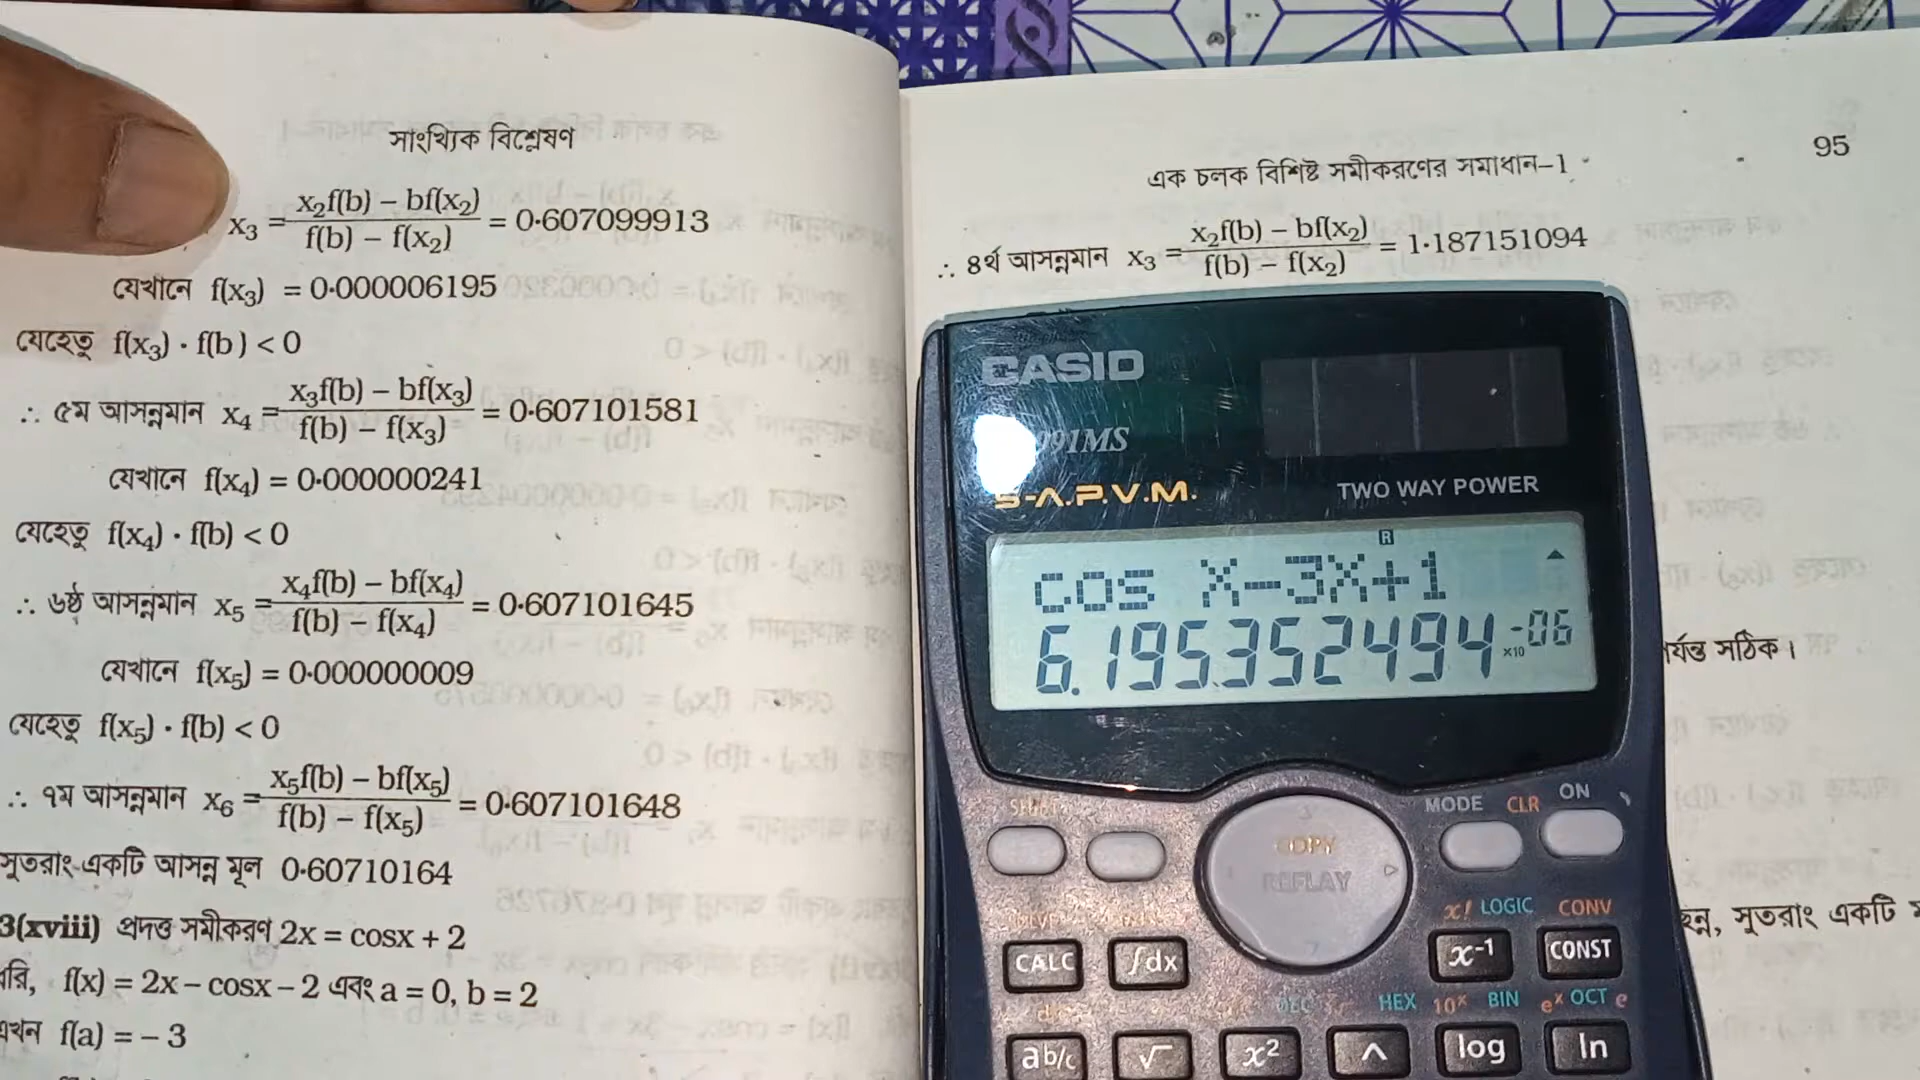 সাংখ্যিক বিশ্লেষণ
x₃ = x₂f(b) – bf(x₂) / f(b) – f(x₂) = 0·607099913
যেখানে f(x₃) = 0·000006195
যেহেতু f(x₃) · f(b) < 0
∴ ৫ম আসন্নমান x₄ = x₃f(b) – bf(x₃) / f(b) – f(x₃) = 0·607101581
যেখানে f(x₄) = 0·000000241
যেহেতু f(x₄) · f(b) < 0
∴ ৬ষ্ঠ আসন্নমান x₅ = x₄f(b) – bf(x₄) / f(b) – f(x₄) = 0·607101645
যেখানে f(x₅) = 0·000000009
যেহেতু f(x₅) · f(b) < 0
∴ ৭ম আসন্নমান x₆ = x₅f(b) – bf(x₅) / f(b) – f(x₅) = 0·607101648
সুতরাং একটি আসন্ন মূল 0·60710164
3(xviii) প্রদত্ত সমীকরণ 2x = cosx + 2
f(x) = 2x – cosx – 2 এবং a = 0, b = 2
f(a) = – 3
95
এক চলক বিশিষ্ট সমীকরণের সমাধান–1
∴ ৪র্থ আসন্নমান x₃ = x₂f(b) – bf(x₂) / f(b) – f(x₂) = 1·187151094
সঠিক।
সুতরাং একটি
CASIO
991MS
S-V.P.A.M.
TWO WAY POWER
R
cos X–3X+1
6.195352494 ×10 -06
MODE CLR ON
COPY
REPLAY
x! LOGIC CONV
CALC ∫dx x⁻¹ CONST
HEX 10ˣ BIN eˣ OCT e
ab/c √ x² ^ log ln